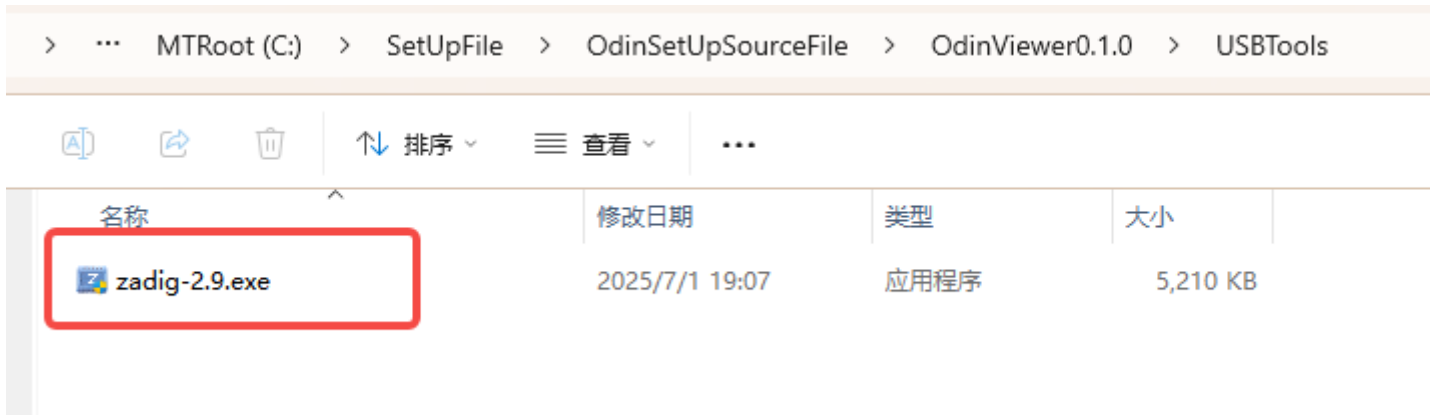 > ··· MTRoot (C:) > SetUpFile > OdinSetUpSourceFile > OdinViewer0.1.0 > USBTools
A 排序 查看 ···
名称 修改日期 类型 大小
Z zadig-2.9.exe 2025/7/1 19:07 应用程序 5,210 KB